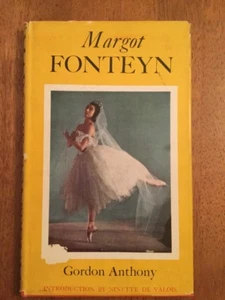 Margot
FONTEYN
Gordon Anthony
INTRODUCTION BY NINETTE DE VALOIS